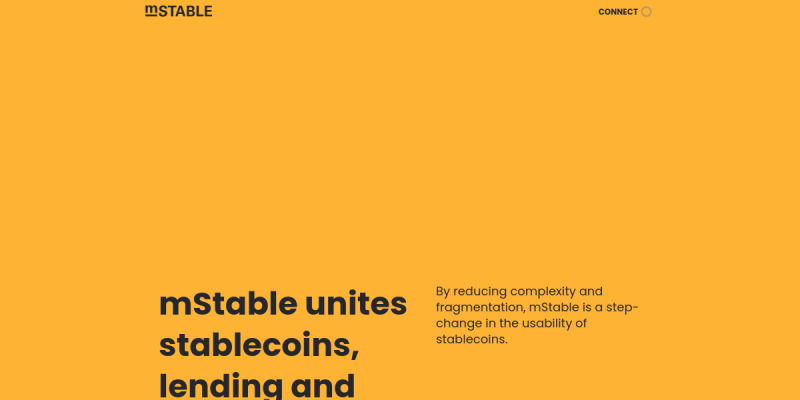 mSTABLE
CONNECT
mStable unites
stablecoins,
lending and
By reducing complexity and
fragmentation, mStable is a step-
change in the usability of
stablecoins.